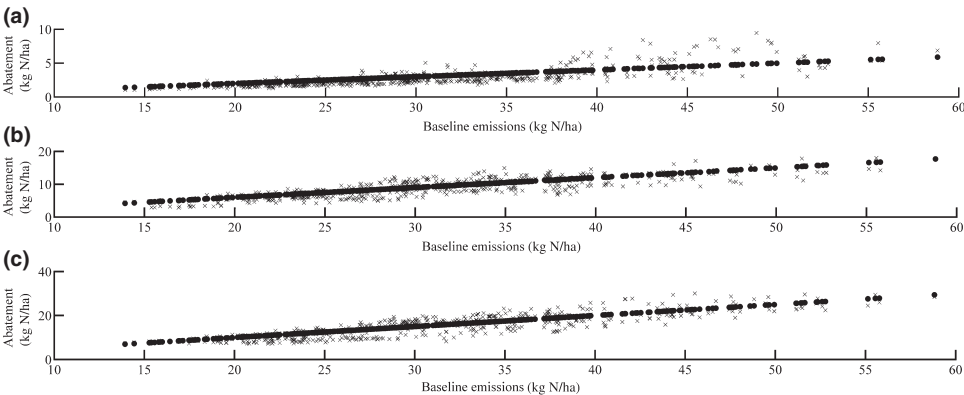 (a)
10
5
0
Abatement
(kg N/ha)
10 15 20 25 30 35 40 45 50 55 60
Baseline emissions (kg N/ha)
(b)
20
10
0
Abatement
(kg N/ha)
10 15 20 25 30 35 40 45 50 55 60
Baseline emissions (kg N/ha)
(c)
40
20
0
Abatement
(kg N/ha)
10 15 20 25 30 35 40 45 50 55 60
Baseline emissions (kg N/ha)